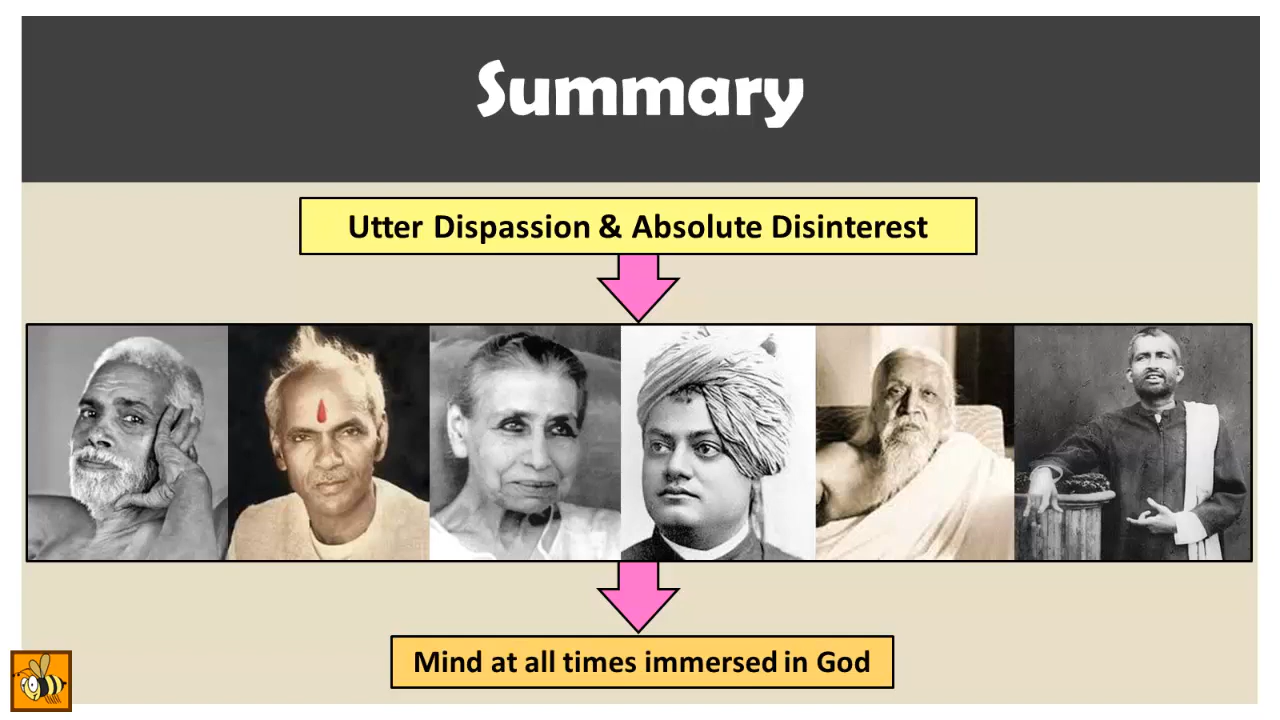 Summary
Utter Dispassion & Absolute Disinterest
Mind at all times immersed in God